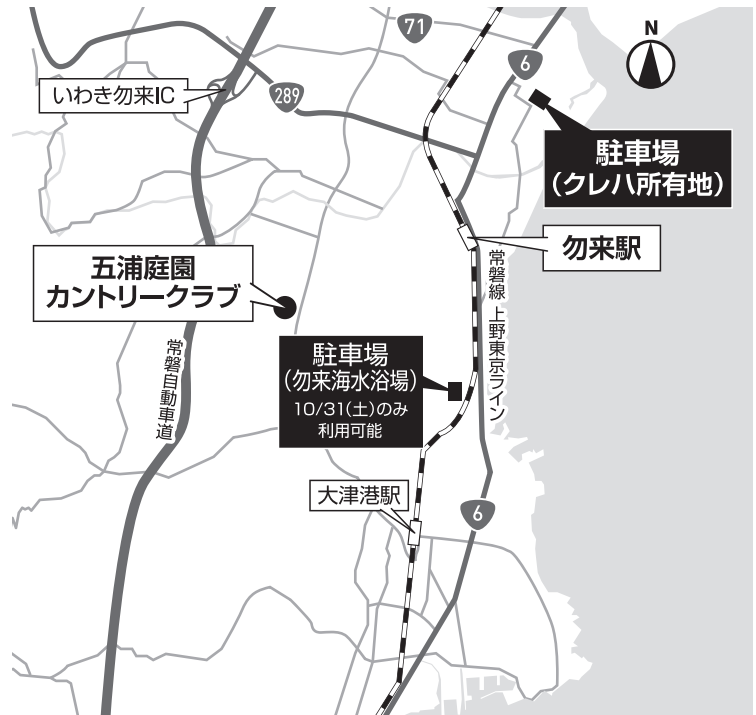 71
6
N
いわき勿来IC
289
駐車場
（クレハ所有地）
勿来駅
五浦庭園
カントリークラブ
常磐線 上野東京ライン
常磐自動車道
駐車場
（勿来海水浴場）
10/31(土)のみ
利用可能
大津港駅
6